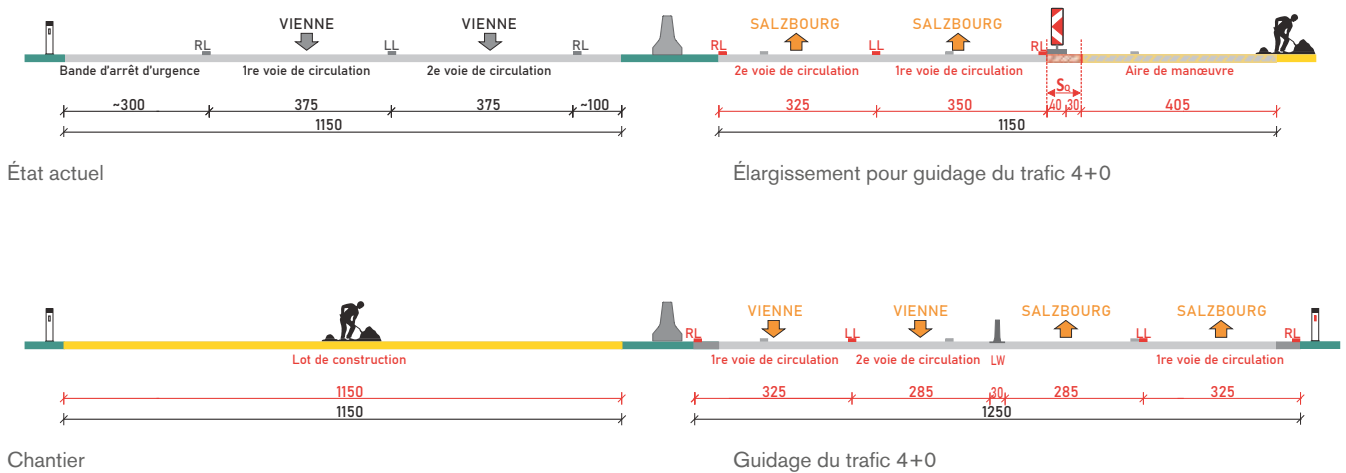 VIENNE VIENNE SALZBOURG SALZBOURG
RL LL RL RL LL RL
Bande d'arrêt d'urgence 1re voie de circulation 2e voie de circulation 2e voie de circulation 1re voie de circulation Aire de manœuvre
SQ
~300 375 375 ~100 325 350 40 30 405
1150 1150
État actuel Élargissement pour guidage du trafic 4+0
VIENNE VIENNE SALZBOURG SALZBOURG
RL LL LL RL
Lot de construction 1re voie de circulation 2e voie de circulation LW 1re voie de circulation
1150 325 285 30 285 325
1150 1250
Chantier Guidage du trafic 4+0